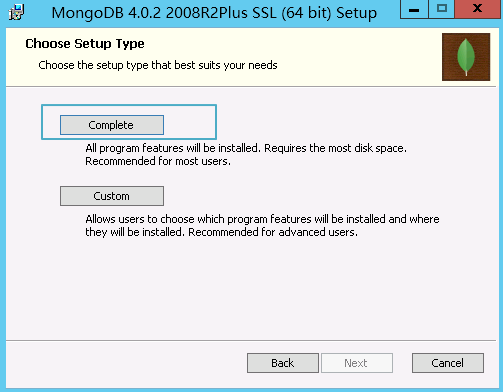 MongoDB 4.0.2 2008R2Plus SSL (64 bit) Setup
Choose Setup Type
Choose the setup type that best suits your needs
Complete
All program features will be installed. Requires the most disk space.
Recommended for most users.
Custom
Allows users to choose which program features will be installed and where
they will be installed. Recommended for advanced users.
Back Next Cancel